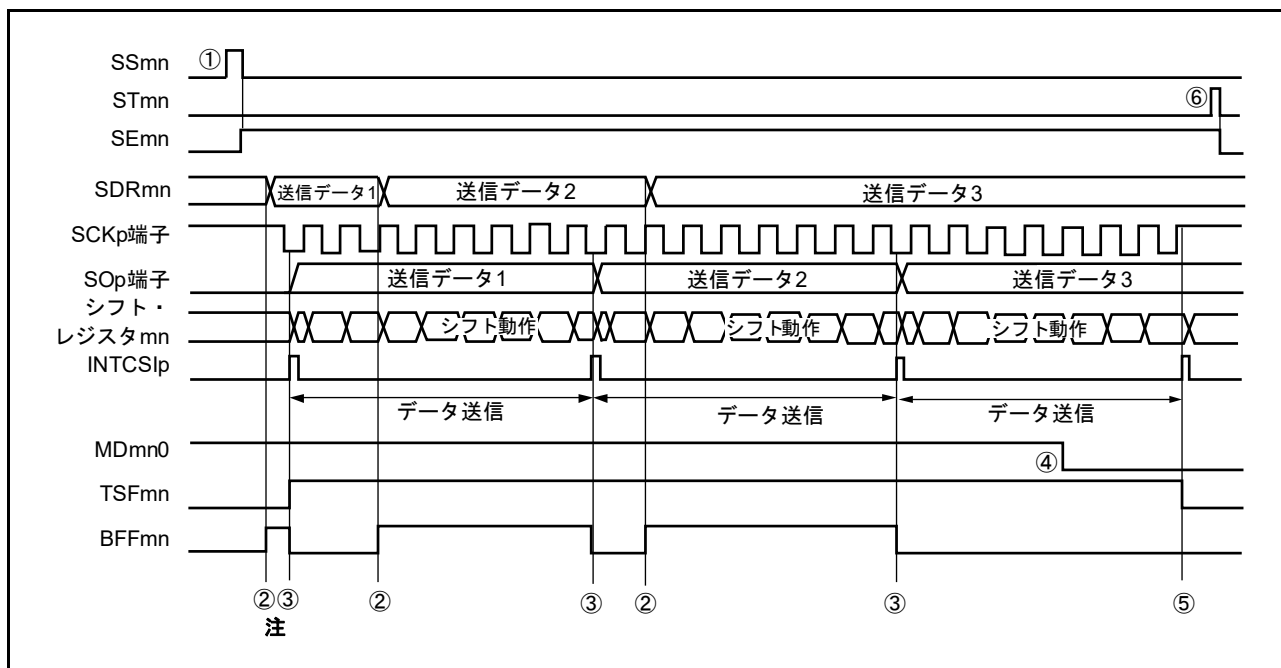 SSmn ①
STmn ⑥
SEmn
SDRmn 送信データ1 送信データ2 送信データ3
SCKp端子
SOp端子 送信データ1 送信データ2 送信データ3
シフト・
レジスタmn シフト動作 シフト動作 シフト動作
INTCSIp
データ送信 データ送信 データ送信
MDmn0 ④
TSFmn
BFFmn
②③ ② ③ ② ③ ⑤
注